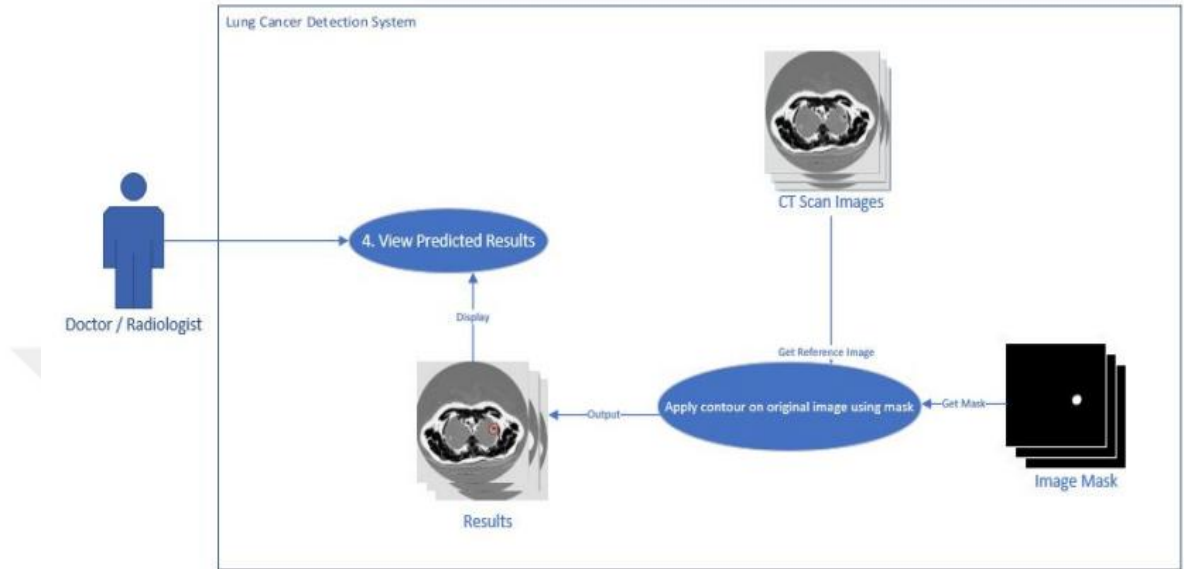 Lung Cancer Detection System
CT Scan Images
4. View Predicted Results
Doctor / Radiologist
Display
Get Reference Image
Apply contour on original image using mask
Get Mask
Output
Image Mask
Results